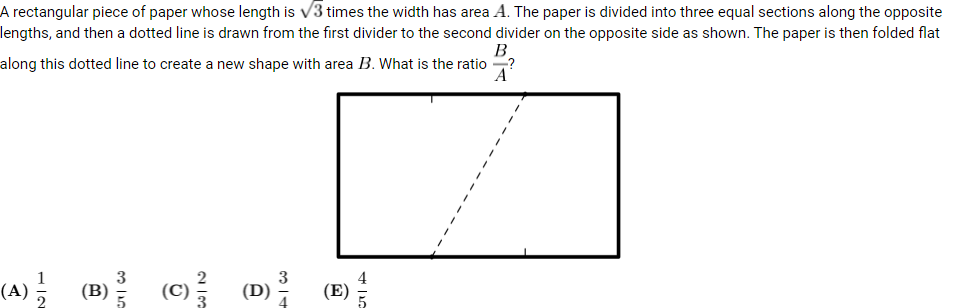 A rectangular piece of paper whose length is √3 times the width has area A. The paper is divided into three equal sections along the opposite
lengths, and then a dotted line is drawn from the first divider to the second divider on the opposite side as shown. The paper is then folded flat
along this dotted line to create a new shape with area B. What is the ratio B/A?
(A) 1/2 (B) 3/5 (C) 2/3 (D) 3/4 (E) 4/5